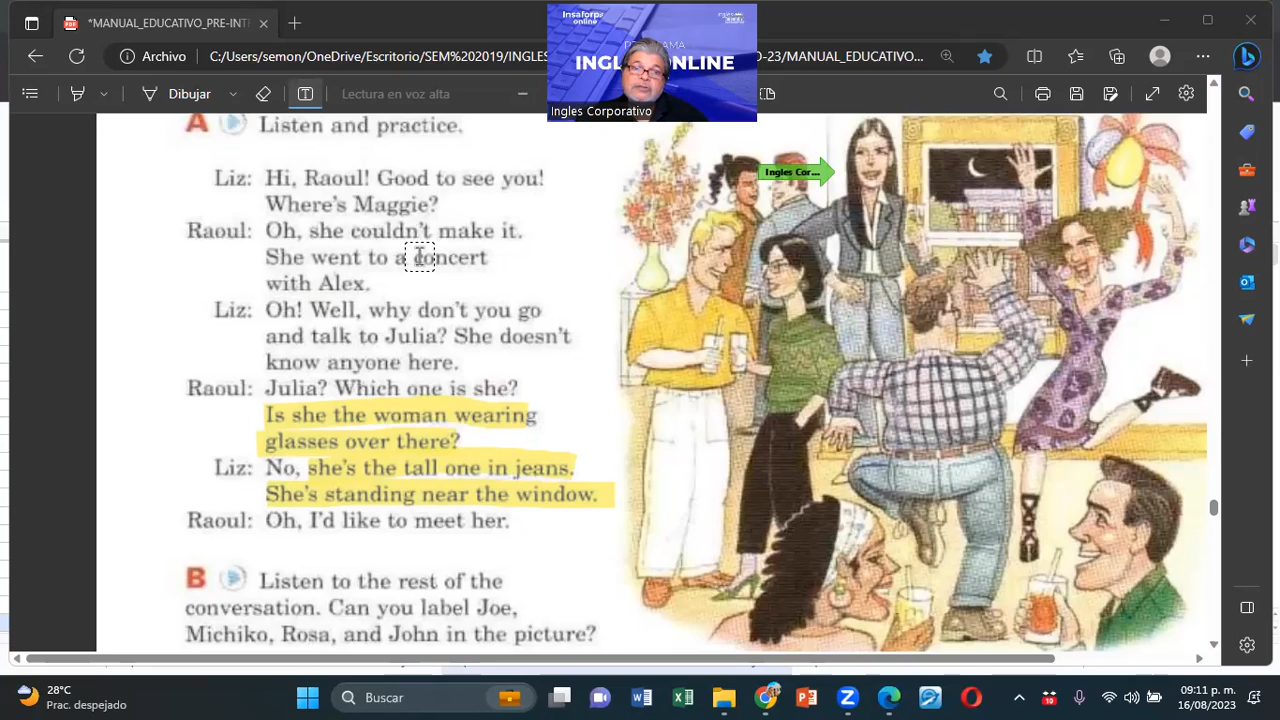 *MANUAL_EDUCATIVO_PRE-INTE
Archivo
C:/Users/semon/OneDrive/Escritorio/SEM%202019/INGLES
O-23/MANUAL_EDUCATIVO...
Dibujar
Lectura en voz alta
Insaforp
online
INGL ONLINE
Ingles Corporativo
A Listen and practice.
Liz: Hi, Raoul! Good to see you!
Where's Maggie?
Raoul: Oh, she couldn't make it.
She went to a concert
with Alex.
Liz: Oh! Well, why don't you go
and talk to Julia? She doesn't
know anyone here.
Raoul: Julia? Which one is she?
Is she the woman wearing
glasses over there?
Liz: No, she's the tall one in jeans.
She's standing near the window.
Raoul: Oh, I'd like to meet her.
Ingles Cor...
B Listen to the rest of the
conversation. Can you label Joe,
Michiko, Rosa, and John in the picture?
28°C
Prac. despejado
Buscar
10
09:11 p. m.
16/08/2023